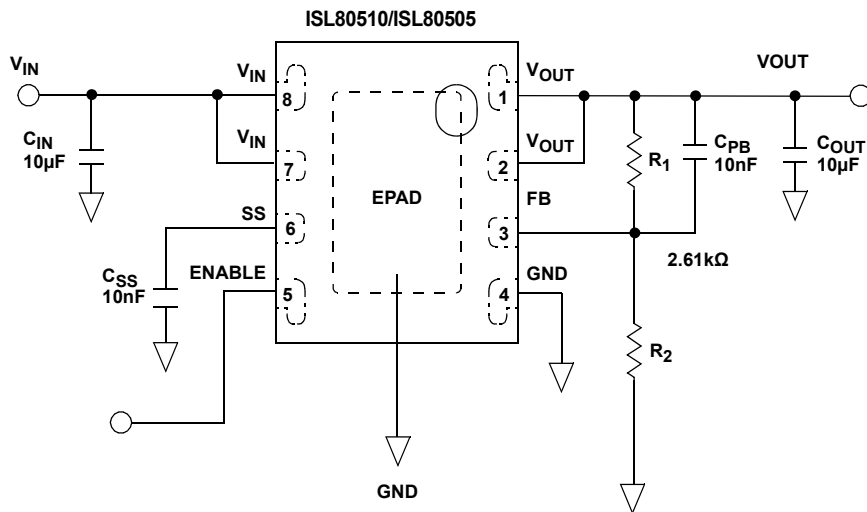 ISL80510/ISL80505
VIN
VIN
8
CIN
10µF
VIN
7
EPAD
SS
6
CSS
10nF
ENABLE
5
VOUT
1
VOUT
VOUT
2
R1
CPB
10nF
COUT
10µF
FB
3
2.61kΩ
GND
4
R2
GND